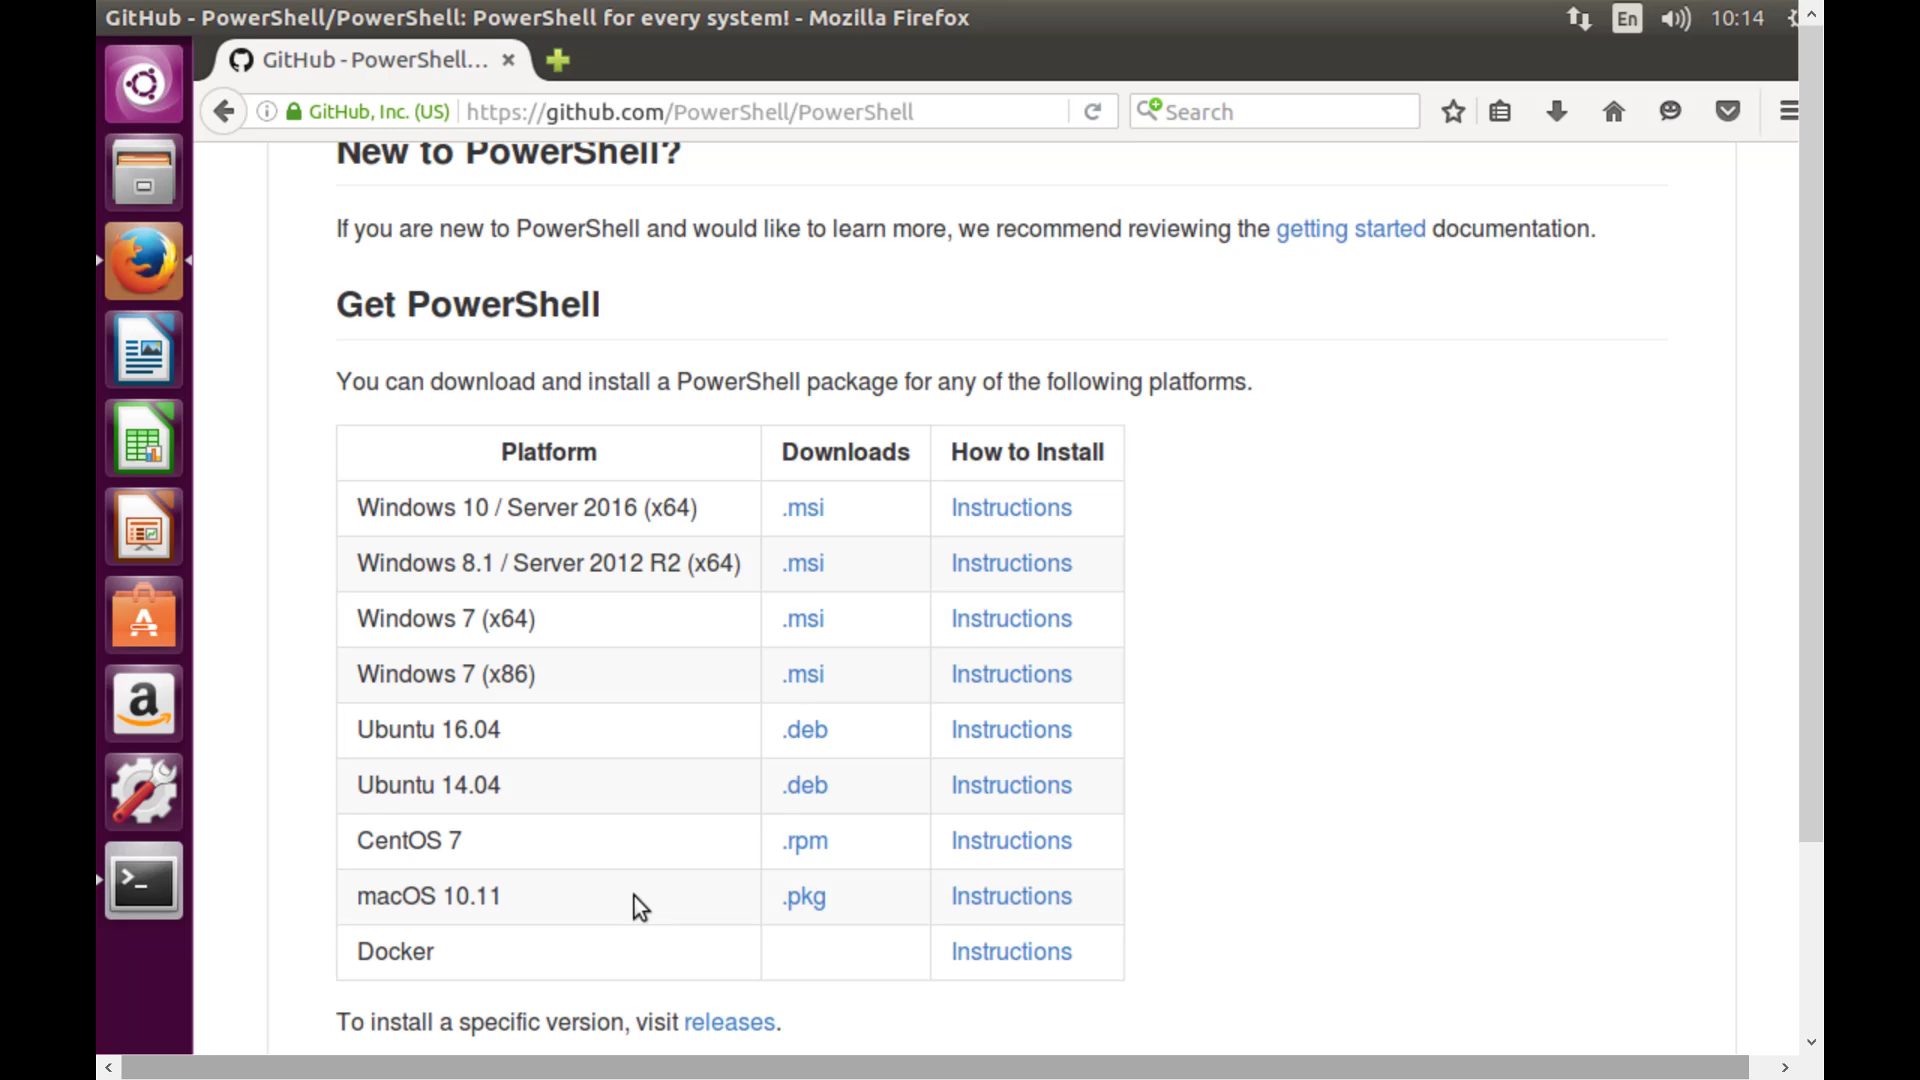 GitHub - PowerShell/PowerShell: PowerShell for every system! - Mozilla Firefox
En
10:14
GitHub - PowerShell...
GitHub, Inc. (US)
https://github.com/PowerShell/PowerShell
Search
New to PowerShell?
If you are new to PowerShell and would like to learn more, we recommend reviewing the getting started documentation.
Get PowerShell
You can download and install a PowerShell package for any of the following platforms.
Platform Downloads How to Install
Windows 10 / Server 2016 (x64) .msi Instructions
Windows 8.1 / Server 2012 R2 (x64) .msi Instructions
Windows 7 (x64) .msi Instructions
Windows 7 (x86) .msi Instructions
Ubuntu 16.04 .deb Instructions
Ubuntu 14.04 .deb Instructions
CentOS 7 .rpm Instructions
macOS 10.11 .pkg Instructions
Docker Instructions
To install a specific version, visit releases.